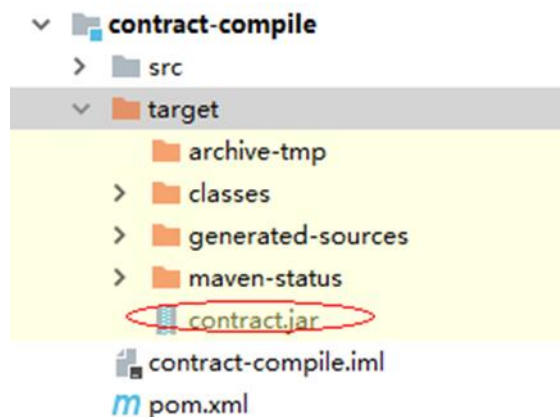 contract-compile
src
target
archive-tmp
classes
generated-sources
maven-status
contract.jar
contract-compile.iml
m pom.xml